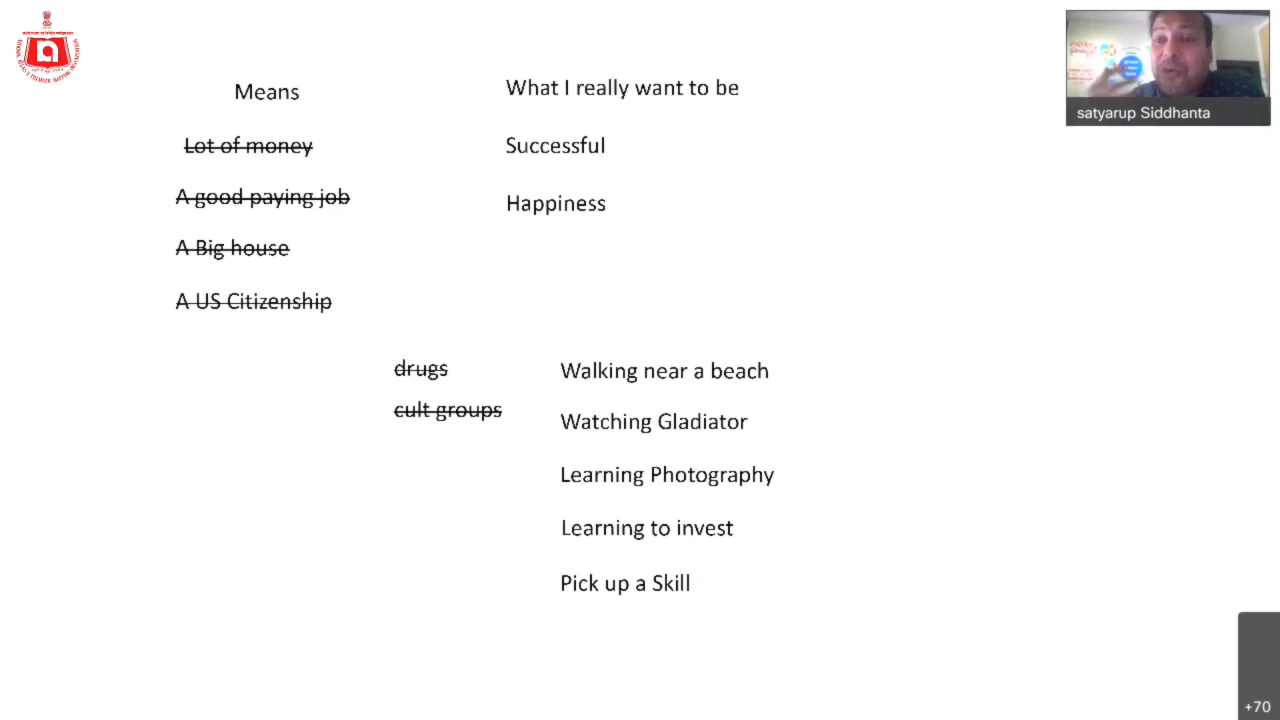 Means
What I really want to be
Lot of money
Successful
A good paying job
Happiness
A Big house
A US Citizenship
drugs
Walking near a beach
cult groups
Watching Gladiator
Learning Photography
Learning to invest
Pick up a Skill
satyarup Siddhanta
+70